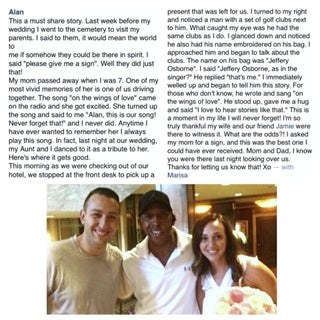 Alan
This a must share story. Last week before my
wedding I went to the cemetery to visit my
parents. I said to them, it would mean the world
to
me if somehow they could be there in spirit. I
said "please give me a sign". Well they did just
that!
My mom passed away when I was 7. One of my
most vivid memories of her is one of us driving
together. The song "on the wings of love" came
on the radio and she got excited. She turned up
the song and said to me "Alan, this is our song!
Never forget that!" and I never did. Anytime I
have ever wanted to remember her I always
play this song. In fact, last night at our wedding,
my Aunt and I danced to it as a tribute to her.
Here's where it gets good.
This morning as we were checking out of our
hotel, we stopped at the front desk to pick up a
present that was left for us. I turned to my right
and noticed a man with a set of golf clubs next
to him. What caught my eye was he had the
same clubs as I do. I glanced and noticed
he also had his name embroidered on his bag. I
approached him and began to talk about the
clubs. The name on his bag was "Jeffery
Osborne". I said "Jeffery Osborne, as in the
singer?" He replied "that's me." I immediately
welled up and began to tell him this story. For
those who don't know, he wrote and sang "on
the wings of love". He stood up, gave me a hug
and said "I love to hear stories like that." This is
a moment in my life I will never forget! I'm so
truly thankful my wife and our friend Jamie were
there to witness it. What are the odds?! I asked
my mom for a sign, and this was the best one I
could have ever received. Mom and Dad, I know
you were there last night looking over us.
Thanks for letting us know that! Xo -- with
Marisa